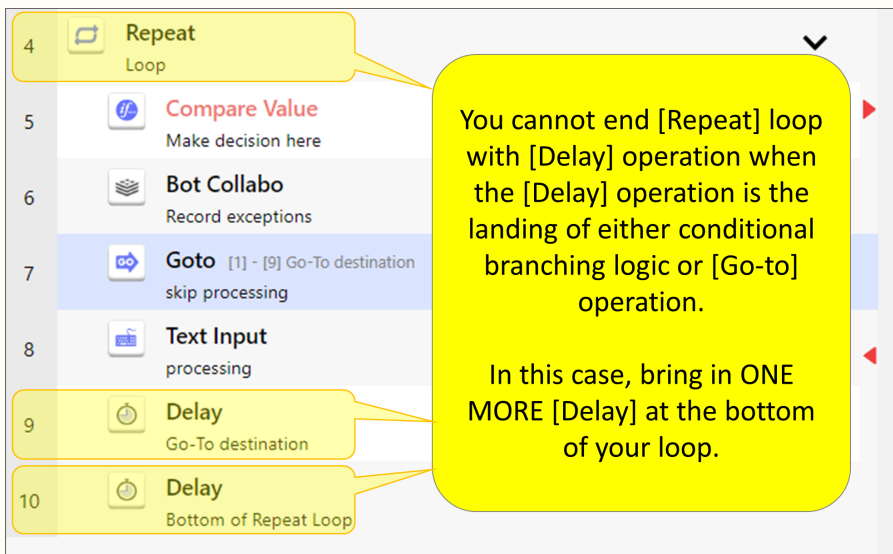 4
Repeat
Loop
5
Compare Value
Make decision here
6
Bot Collabo
Record exceptions
7
Goto [1] - [9] Go-To destination
skip processing
8
Text Input
processing
9
Delay
Go-To destination
10
Delay
Bottom of Repeat Loop
if...
GO
You cannot end [Repeat] loop
with [Delay] operation when
the [Delay] operation is the
landing of either conditional
branching logic or [Go-to]
operation.
In this case, bring in ONE
MORE [Delay] at the bottom
of your loop.